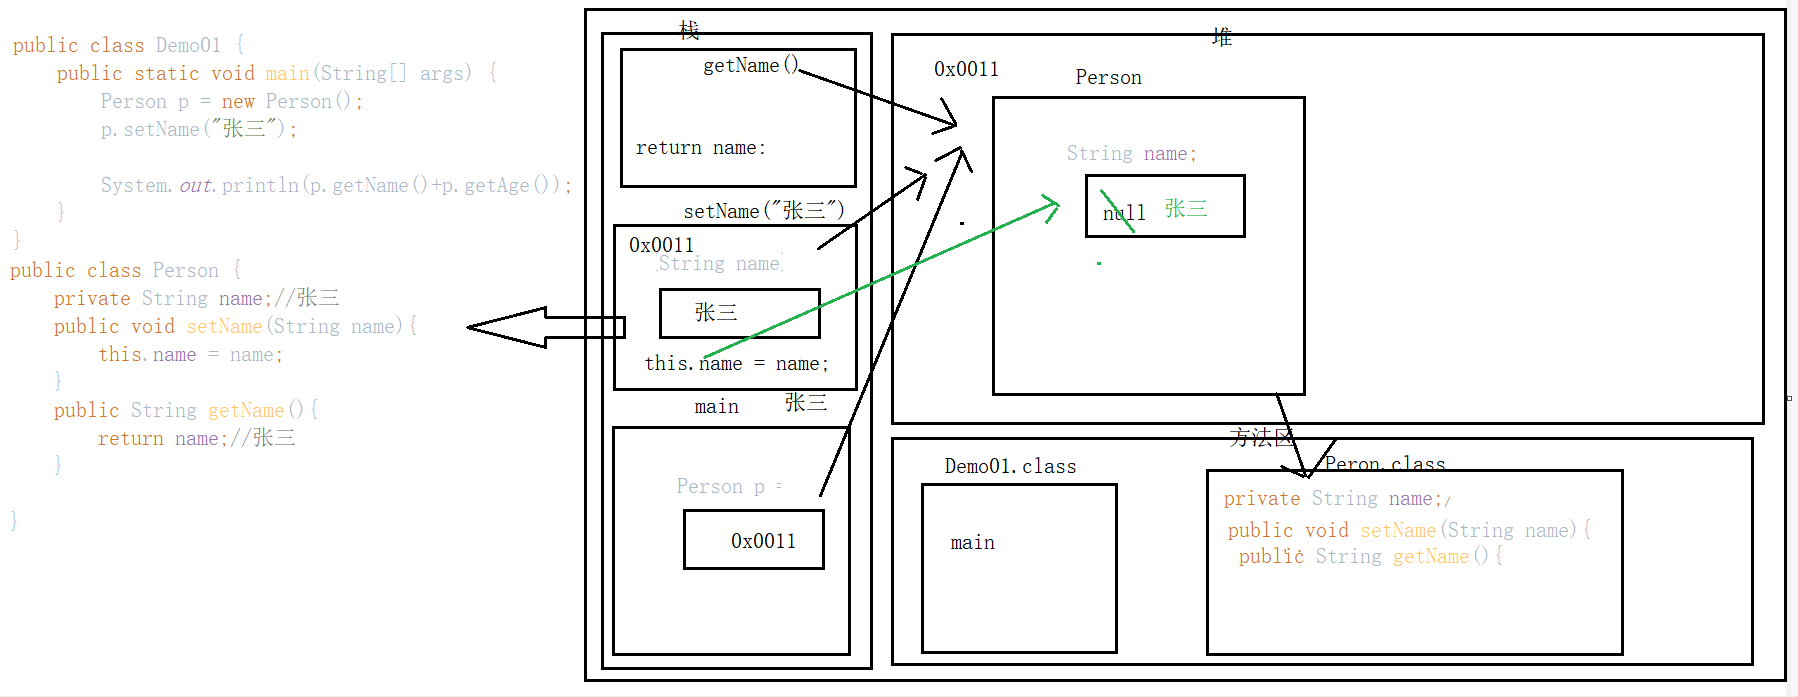 public class Demo01 {
public static void main(String[] args) {
Person p = new Person();
p.setName("张三");
System.out.println(p.getName()+p.getAge());
}
}
public class Person {
private String name;//张三
public void setName(String name){
this.name = name;
}
public String getName(){
return name;//张三
}
}
栈
getName()
return name:
setName("张三")
0x0011
String name
张三
this.name = name;
main 张三
Person p =
0x0011
堆
0x0011
Person
String name;
null 张三
方法区
Demo01.class
main
Peron.class
private String name;/
public void setName(String name){
public String getName(){